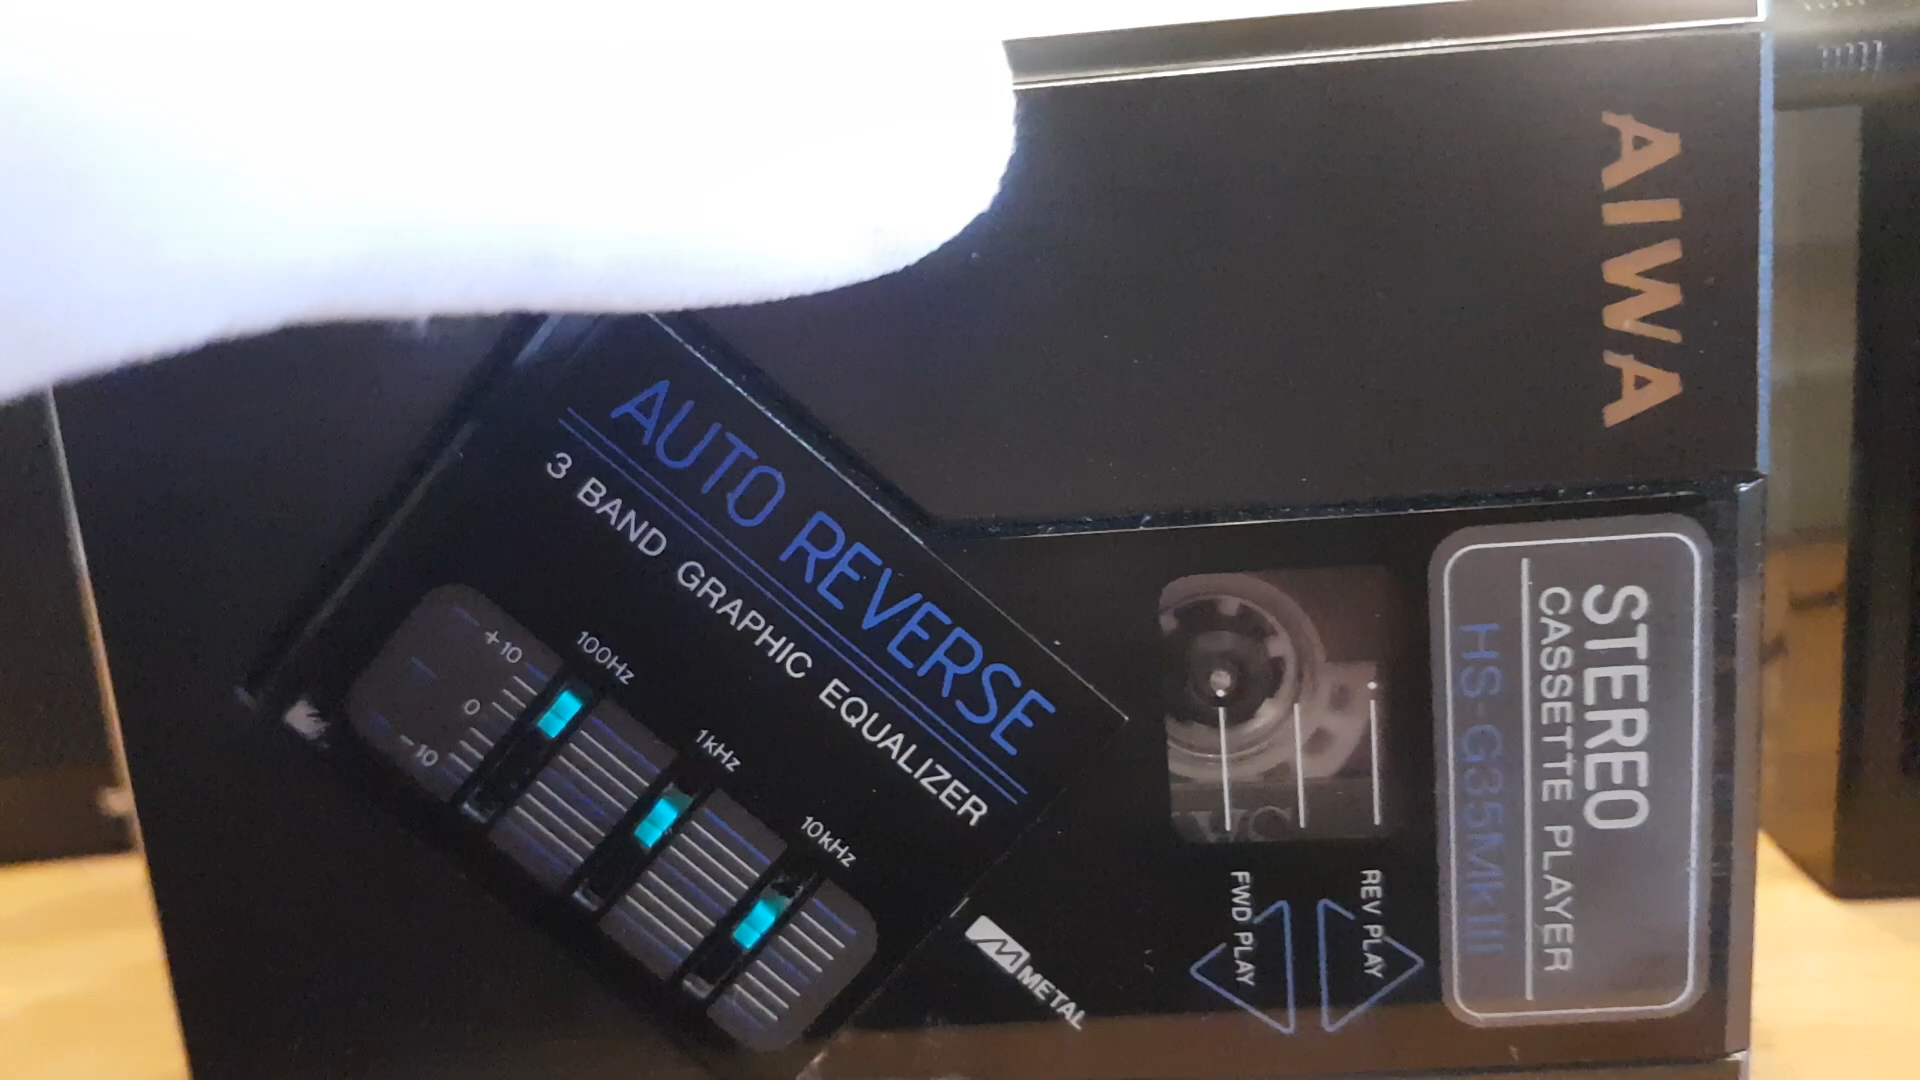 AIWA
AUTO REVERSE
3 BAND GRAPHIC EQUALIZER
100Hz
1kHz
10kHz
+10
0
-10
METAL
STEREO
CASSETTE PLAYER
HS-G35MkIII
REV PLAY
FWD PLAY